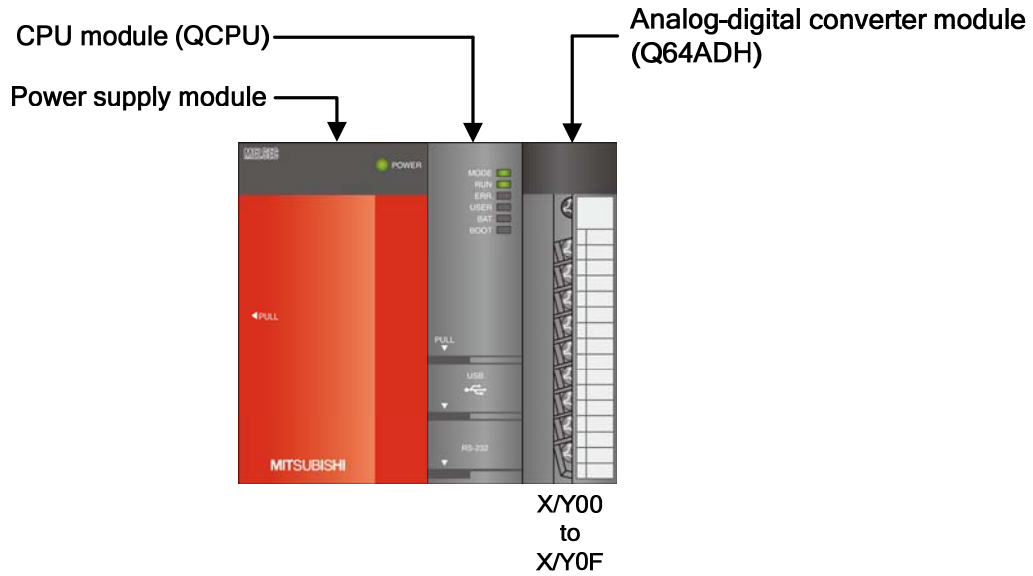 CPU module (QCPU)
Power supply module
Analog-digital converter module
(Q64ADH)
MELSEC
POWER
MODE
RUN
ERR.
USER
BAT.
BOOT
PULL
PULL
USB
RS-232
MITSUBISHI
X/Y00
to
X/Y0F